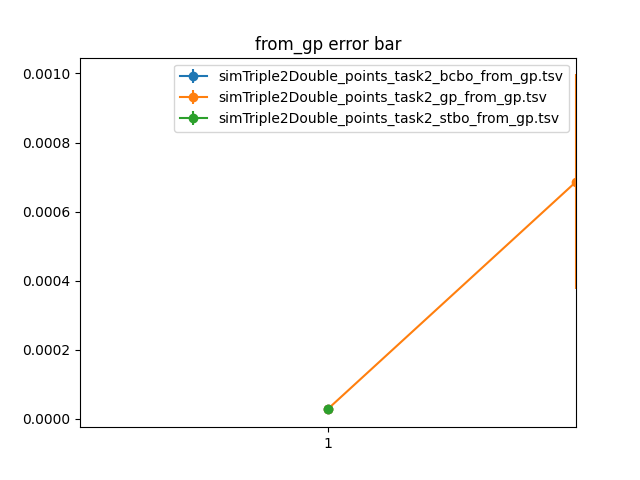 from_gp error bar
simTriple2Double_points_task2_bcbo_from_gp.tsv
simTriple2Double_points_task2_gp_from_gp.tsv
simTriple2Double_points_task2_stbo_from_gp.tsv
0.0010
0.0008
0.0006
0.0004
0.0002
0.0000
1